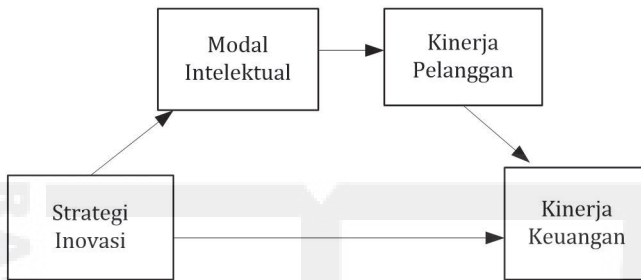 Modal
Intelektual
Kinerja
Pelanggan
Strategi
Inovasi
Kinerja
Keuangan